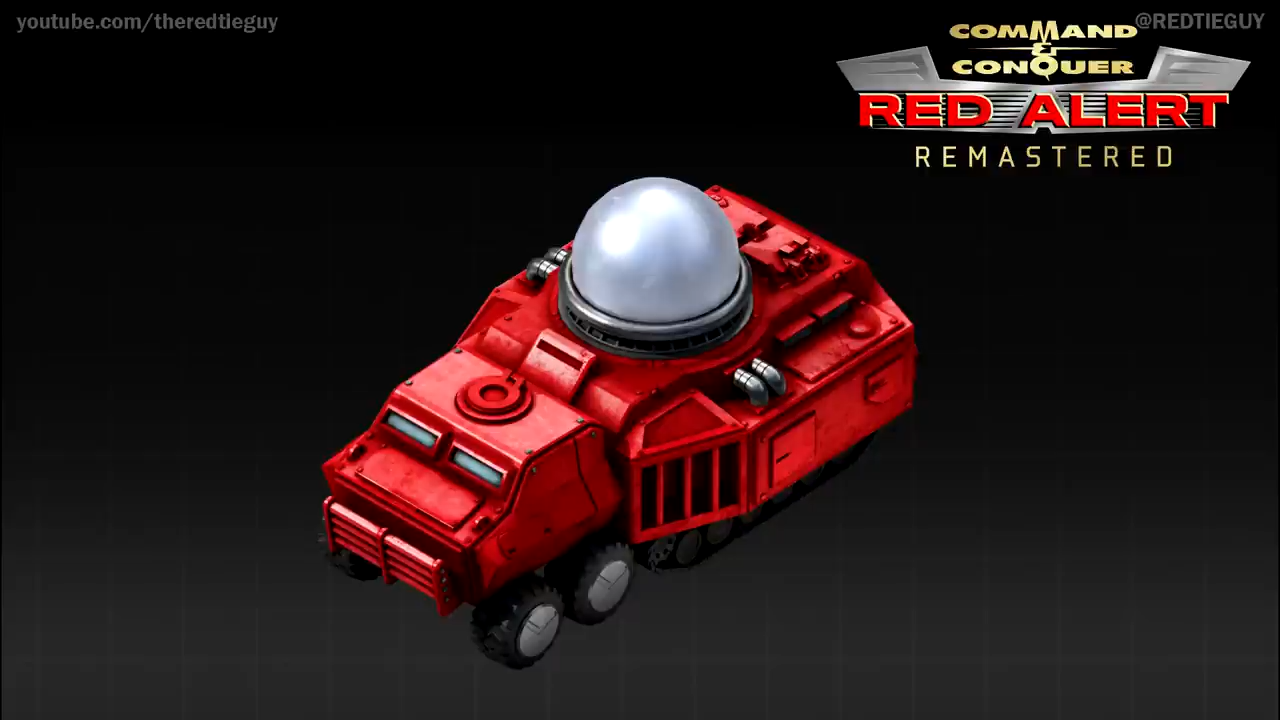 youtube.com/theredtieguy
@REDTIEGUY
COMMAND
&
CONQUER
RED ALERT
REMASTERED